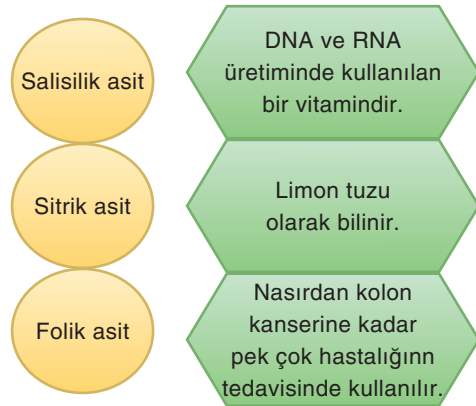 Salisilik asit
DNA ve RNA
üretiminde kullanılan
bir vitamindir.
Sitrik asit
Limon tuzu
olarak bilinir.
Folik asit
Nasırdan kolon
kanserine kadar
pek çok hastalığınn
tedavisinde kullanılır.